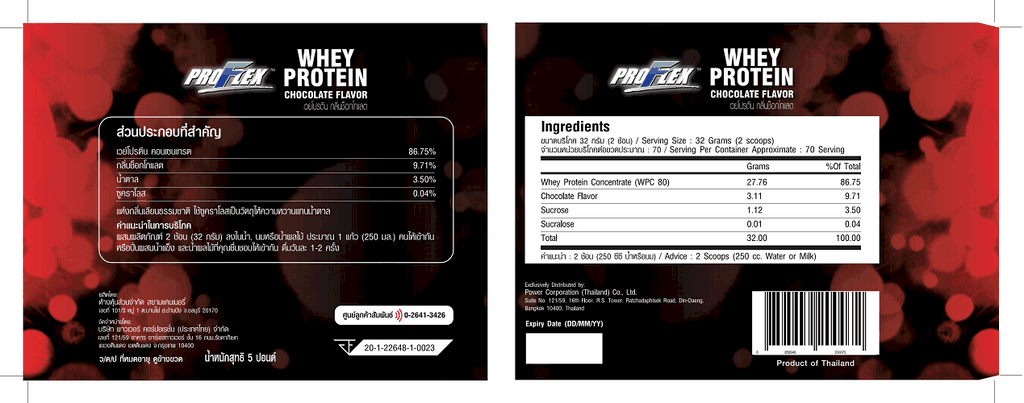 PROFLEX™
WHEY
PROTEIN
CHOCOLATE FLAVOR
เวย์โปรตีน กลิ่นช็อกโกแลต
ส่วนประกอบที่สำคัญ
เวย์โปรตีน คอนเซนเทรต 86.75%
กลิ่นช็อกโกแลต 9.71%
น้ำตาล 3.50%
ซูคราโลส 0.04%
แต่งกลิ่นเลียนธรรมชาติ ใช้ซูคราโลสเป็นวัตถุให้ความหวานแทนน้ำตาล
คำแนะนำในการบริโภค
ผสมผลิตภัณฑ์ 2 ช้อน (32 กรัม) ลงในน้ำ, นมหรือน้ำผลไม้ ประมาณ 1 แก้ว (250 มล.) คนให้เข้ากัน
หรือปั่นผสมน้ำแข็ง และน้ำผลไม้ที่คุณชื่นชอบให้เข้ากัน ดื่มวันละ 1-2 ครั้ง
ผลิตโดย:
ห้างหุ้นส่วนจำกัด สยามแคนเนอรี่
เลขที่ 101/3 หมู่ 1 ต.บ้านบึง อ.ชลบุรี 20170
จัดจำหน่ายโดย:
บริษัท พาวเวอร์ คอร์ปอเรชั่น (ประเทศไทย) จำกัด
เลขที่ 121/59 อาคาร อาร์เอสทาวเวอร์ ชั้น 16 ถนน.รัชดาภิเษก
แขวงดินแดง เขตดินแดง จ.กรุงเทพ 10400
ว/ด/ป ที่หมดอายุ ดูข้างขวด น้ำหนักสุทธิ 5 ปอนด์
ศูนย์ลูกค้าสัมพันธ์ 0-2641-3426
20-1-22648-1-0023
PROFLEX™
WHEY
PROTEIN
CHOCOLATE FLAVOR
เวย์โปรตีน กลิ่นช็อกโกแลต
Ingredients
ขนาดบริโภค 32 กรัม (2 ช้อน) / Serving Size : 32 Grams (2 scoops)
จำนวนหน่วยบริโภคต่อขวดประมาณ : 70 / Serving Per Container Approximate : 70 Serving
Grams %Of Total
Whey Protein Concentrate (WPC 80) 27.76 86.75
Chocolate Flavor 3.11 9.71
Sucrose 1.12 3.50
Sucralose 0.01 0.04
Total 32.00 100.00
คำแนะนำ : 2 ช้อน (250 ซีซี น้ำหรือนม) / Advice : 2 Scoops (250 cc. Water or Milk)
Exclusively Distributed by:
Power Corporation (Thailand) Co., Ltd.
Suite No. 121/59, 16th Floor. R.S. Tower, Ratchadaphisek Road, Din-Daeng,
Bangkok 10400, Thailand
Expiry Date (DD/MM/YY)
Product of Thailand